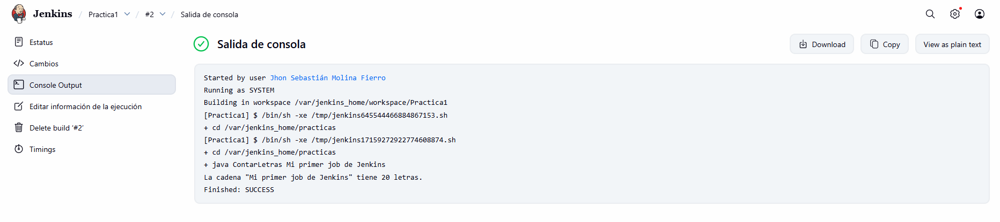 Jenkins / Practica1 / #2 / Salida de consola
Estatus
Cambios
Console Output
Editar información de la ejecución
Delete build ‘#2’
Timings
Salida de consola
Download
Copy
View as plain text
Started by user Jhon Sebastián Molina Fierro
Running as SYSTEM
Building in workspace /var/jenkins_home/workspace/Practica1
[Practica1] $ /bin/sh -xe /tmp/jenkins645544466884867153.sh
+ cd /var/jenkins_home/practicas
[Practica1] $ /bin/sh -xe /tmp/jenkins17159272922774608874.sh
+ cd /var/jenkins_home/practicas
+ java ContarLetras Mi primer job de Jenkins
La cadena "Mi primer job de Jenkins" tiene 20 letras.
Finished: SUCCESS